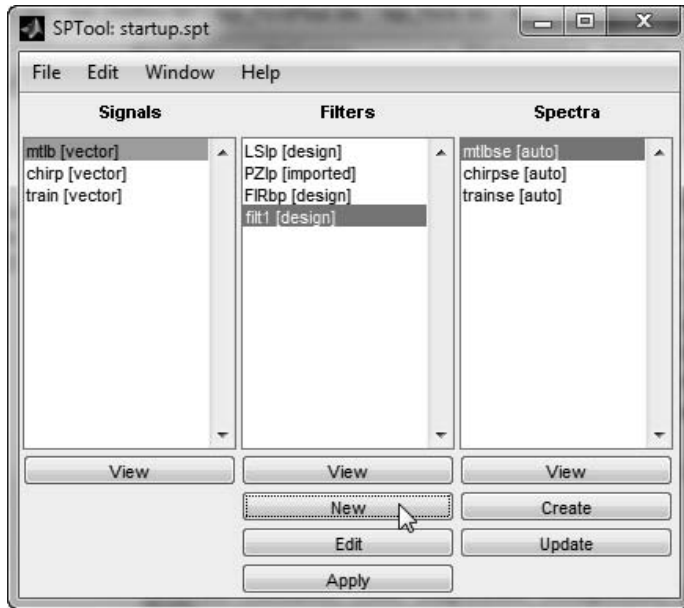 SPTool: startup.spt
File Edit Window Help
Signals
mtlb [vector]
chirp [vector]
train [vector]
View
Filters
LSlp [design]
PZlp [imported]
FIRbp [design]
filt1 [design]
View
New
Edit
Apply
Spectra
mtlbse [auto]
chirpse [auto]
trainse [auto]
View
Create
Update